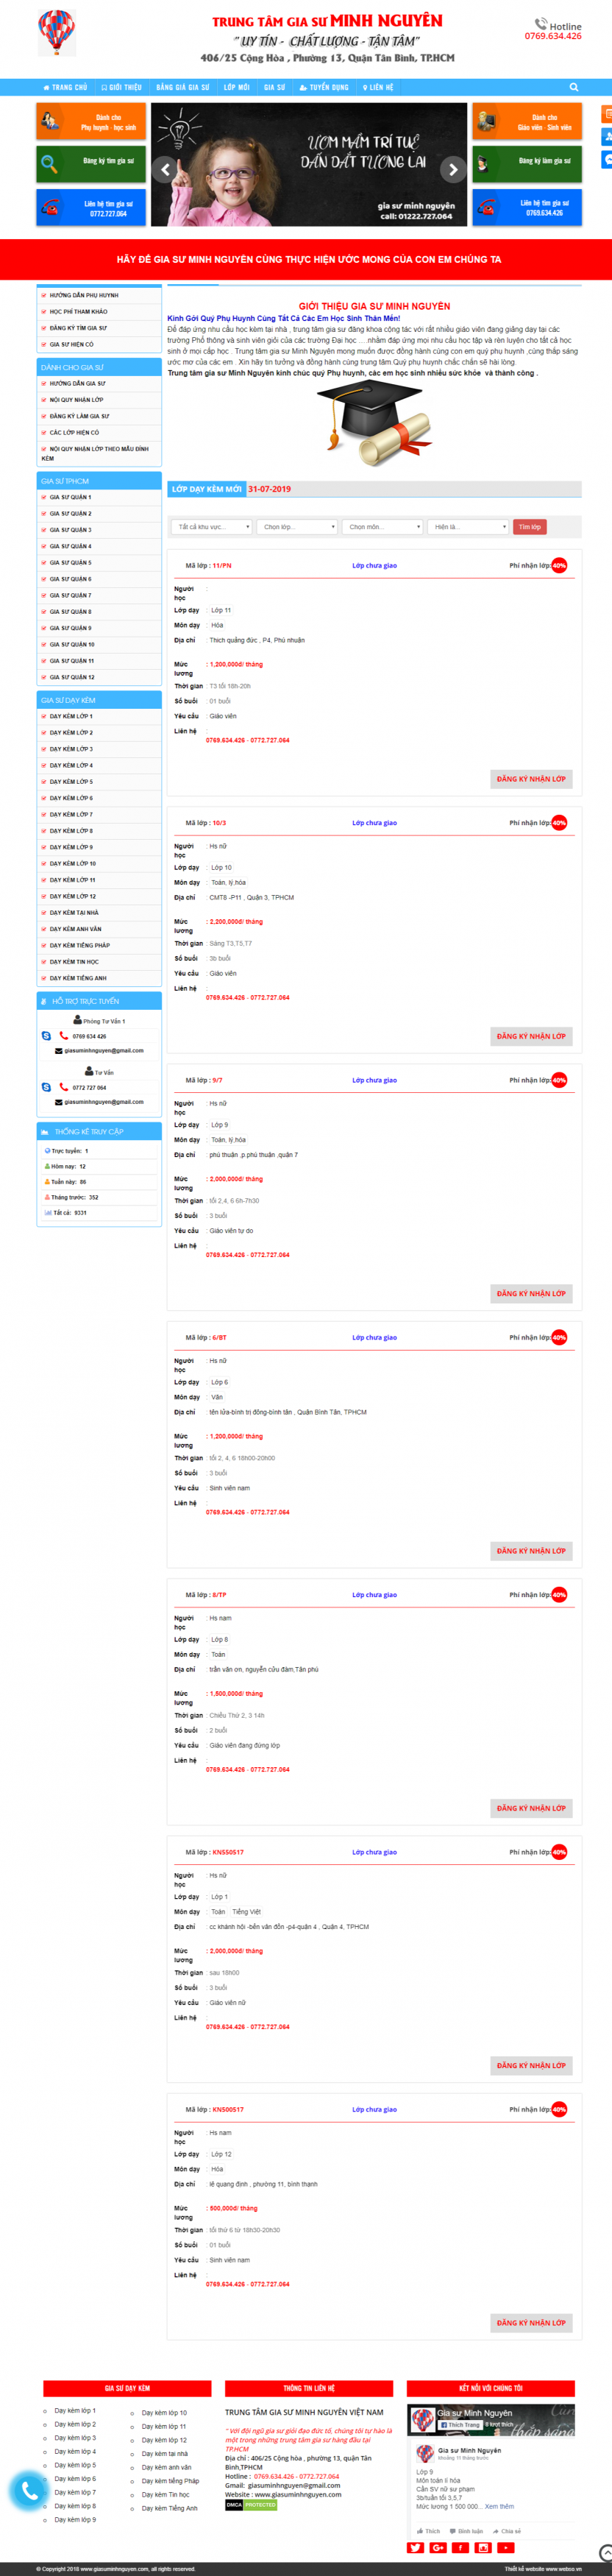 TRUNG TÂM GIA SƯ MINH NGUYÊN
" UY TÍN - CHẤT LƯỢNG - TẬN TÂM"
406/25 Cộng Hòa , Phường 13, Quận Tân Bình, TP.HCM
Hotline
0769.634.426
TRANG CHỦ
GIỚI THIỆU
BẢNG GIÁ GIA SƯ
LỚP MỚI
GIA SƯ
TUYỂN DỤNG
LIÊN HỆ
Dành cho
Phụ huynh - học sinh
Đăng ký tìm gia sư
Liên hệ tìm gia sư
0772.727.064
ƯƠM MẦM TRÍ TUỆ
DẪN DẮT TƯƠNG LAI
gia sư minh nguyên
call: 01222.727.064
Dành cho
Giáo viên - Sinh viên
Đăng ký làm gia sư
Liên hệ tìm gia sư
0769.634.426
HÃY ĐỂ GIA SƯ MINH NGUYÊN CÙNG THỰC HIỆN ƯỚC MONG CỦA CON EM CHÚNG TA
HƯỚNG DẪN PHỤ HUYNH
HỌC PHÍ THAM KHẢO
ĐĂNG KÝ TÌM GIA SƯ
GIA SƯ HIỆN CÓ
DÀNH CHO GIA SƯ
HƯỚNG DẪN GIA SƯ
NỘI QUY NHẬN LỚP
ĐĂNG KÝ LÀM GIA SƯ
CÁC LỚP HIỆN CÓ
NỘI QUY NHẬN LỚP THEO MẪU ĐÍNH
KÈM
GIA SƯ TPHCM
GIA SƯ QUẬN 1
GIA SƯ QUẬN 2
GIA SƯ QUẬN 3
GIA SƯ QUẬN 4
GIA SƯ QUẬN 5
GIA SƯ QUẬN 6
GIA SƯ QUẬN 7
GIA SƯ QUẬN 8
GIA SƯ QUẬN 9
GIA SƯ QUẬN 10
GIA SƯ QUẬN 11
GIA SƯ QUẬN 12
GIA SƯ DẠY KÈM
DẠY KÈM LỚP 1
DẠY KÈM LỚP 2
DẠY KÈM LỚP 3
DẠY KÈM LỚP 4
DẠY KÈM LỚP 5
DẠY KÈM LỚP 6
DẠY KÈM LỚP 7
DẠY KÈM LỚP 8
DẠY KÈM LỚP 9
DẠY KÈM LỚP 10
DẠY KÈM LỚP 11
DẠY KÈM LỚP 12
DẠY KÈM TẠI NHÀ
DẠY KÈM ANH VĂN
DẠY KÈM TIẾNG PHÁP
DẠY KÈM TIN HỌC
DẠY KÈM TIẾNG ANH
HỖ TRỢ TRỰC TUYẾN
Phòng Tư Vấn 1
0769 634 426
giasuminhnguyen@gmail.com
Tư Vấn
0772 727 064
giasuminhnguyen@gmail.com
THỐNG KÊ TRUY CẬP
Trực tuyến: 1
Hôm nay: 12
Tuần này: 86
Tháng trước: 352
Tất cả: 9331
GIỚI THIỆU GIA SƯ MINH NGUYÊN
Kính Gởi Quý Phụ Huynh Cùng Tất Cả Các Em Học Sinh Thân Mến!
Để đáp ứng nhu cầu học kèm tại nhà , trung tâm gia sư đăng khoa cộng tác với rất nhiều giáo viên đang giảng dạy tại các
trường Phổ thông và sinh viên giỏi của các trường Đại học ....nhằm đáp ứng mọi nhu cầu học tập và rèn luyện cho tất cả học
sinh ở mọi cấp học . Trung tâm gia sư Minh Nguyên mong muốn được đồng hành cùng con em quý phụ huynh ,cùng thắp sáng
ước mơ của các em . Xin hãy tin tưởng và đồng hành cùng trung tâm.Quý phụ huynh chắc chắn sẽ hài lòng.
Trung tâm gia sư Minh Nguyên kính chúc quý Phụ huynh, các em học sinh nhiều sức khỏe và thành công .
LỚP DẠY KÈM MỚI 31-07-2019
Tất cả khu vực...
Chọn lớp...
Chọn môn...
Hiện là...
Tìm lớp
Mã lớp : 11/PN
Lớp chưa giao
Phí nhận lớp: 40%
Người :
học
Lớp dạy : Lớp 11
Môn dạy : Hóa
Địa chỉ : Thích quảng đức , P4, Phú nhuận
Mức : 1,200,000đ/ tháng
lương
Thời gian : T3 tối 18h-20h
Số buổi : 01 buổi
Yêu cầu : Giáo viên
Liên hệ :
0769.634.426 - 0772.727.064
ĐĂNG KÝ NHẬN LỚP
Mã lớp : 10/3
Lớp chưa giao
Phí nhận lớp: 40%
Người : Hs nữ
học
Lớp dạy : Lớp 10
Môn dạy : Toán, lý,hóa
Địa chỉ : CMT8 -P11 , Quận 3, TPHCM
Mức : 2,200,000đ/ tháng
lương
Thời gian : Sáng T3,T5,T7
Số buổi : 3b buổi
Yêu cầu : Giáo viên
Liên hệ :
0769.634.426 - 0772.727.064
ĐĂNG KÝ NHẬN LỚP
Mã lớp : 9/7
Lớp chưa giao
Phí nhận lớp: 40%
Người : Hs nữ
học
Lớp dạy : Lớp 9
Môn dạy : Toán, lý,hóa
Địa chỉ : phú thuận ,p.phú thuận ,quận 7
Mức : 2,000,000đ/ tháng
lương
Thời gian : tối 2,4, 6 6h-7h30
Số buổi : 3 buổi
Yêu cầu : Giáo viên tự do
Liên hệ :
0769.634.426 - 0772.727.064
ĐĂNG KÝ NHẬN LỚP
Mã lớp : 6/BT
Lớp chưa giao
Phí nhận lớp: 40%
Người : Hs nữ
học
Lớp dạy : Lớp 6
Môn dạy : Văn
Địa chỉ : tên lửa-bình trị đông-bình tân , Quận Bình Tân, TPHCM
Mức : 1,200,000đ/ tháng
lương
Thời gian : tối 2, 4, 6 18h00-20h00
Số buổi : 3 buổi
Yêu cầu : Sinh viên nam
Liên hệ :
0769.634.426 - 0772.727.064
ĐĂNG KÝ NHẬN LỚP
Mã lớp : 8/TP
Lớp chưa giao
Phí nhận lớp: 40%
Người : Hs nam
học
Lớp dạy : Lớp 8
Môn dạy : Toán
Địa chỉ : trần văn ơn, nguyễn cửu đàm,Tân phú
Mức : 1,500,000đ/ tháng
lương
Thời gian : Chiều Thứ 2, 3 14h
Số buổi : 2 buổi
Yêu cầu : Giáo viên đang đứng lớp
Liên hệ :
0769.634.426 - 0772.727.064
ĐĂNG KÝ NHẬN LỚP
Mã lớp : KN550517
Lớp chưa giao
Phí nhận lớp: 40%
Người : Hs nữ
học
Lớp dạy : Lớp 1
Môn dạy : Toán Tiếng Việt
Địa chỉ : cc khánh hội -bến vân đồn -p4-quận 4 , Quận 4, TPHCM
Mức : 2,000,000đ/ tháng
lương
Thời gian : sau 18h00
Số buổi : 3 buổi
Yêu cầu : Giáo viên nữ
Liên hệ :
0769.634.426 - 0772.727.064
ĐĂNG KÝ NHẬN LỚP
Mã lớp : KN500517
Lớp chưa giao
Phí nhận lớp: 40%
Người : Hs nam
học
Lớp dạy : Lớp 12
Môn dạy : Hóa
Địa chỉ : lê quang định , phường 11, bình thạnh
Mức : 500,000đ/ tháng
lương
Thời gian : tối thứ 6 từ 18h30-20h30
Số buổi : 01 buổi
Yêu cầu : Sinh viên nam
Liên hệ :
0769.634.426 - 0772.727.064
ĐĂNG KÝ NHẬN LỚP
GIA SƯ DẠY KÈM
Dạy kèm lớp 1
Dạy kèm lớp 2
Dạy kèm lớp 3
Dạy kèm lớp 4
Dạy kèm lớp 5
Dạy kèm lớp 6
Dạy kèm lớp 7
Dạy kèm lớp 8
Dạy kèm lớp 9
Dạy kèm lớp 10
Dạy kèm lớp 11
Dạy kèm lớp 12
Dạy kèm tại nhà
Dạy kèm anh văn
Dạy kèm tiếng Pháp
Dạy kèm Tin học
Dạy kèm Tiếng Anh
THÔNG TIN LIÊN HỆ
TRUNG TÂM GIA SƯ MINH NGUYÊN VIỆT NAM
" Với đội ngũ gia sư giỏi đạo đức tố, chúng tôi tự hào là
một trong những trung tâm gia sư hàng đầu tại
TP.HCM
Địa chỉ : 406/25 Cộng hòa , phường 13, quận Tân
Bình,TPHCM
Hotline : 0769.634.426 - 0772.727.064
Gmail: giasuminhnguyen@gmail.com
Website : www.giasuminhnguyen.com
DMCA PROTECTED
KẾT NỐI VỚI CHÚNG TÔI
Gia sư Minh Nguyên
Thích Trang
lượt thích
Gia sư Minh Nguyên
khoảng 11 tháng trước
Lớp 9
Môn toán lí hóa
Cần SV nữ sư phạm
3b/tuần tối 3,5,7
Mức lương 1 500 000... Xem thêm
Thích
Bình luận
Chia sẻ
© Copyright 2018 www.giasuminhnguyen.com, all rights reserved.
Thiết kế website www.webso.vn